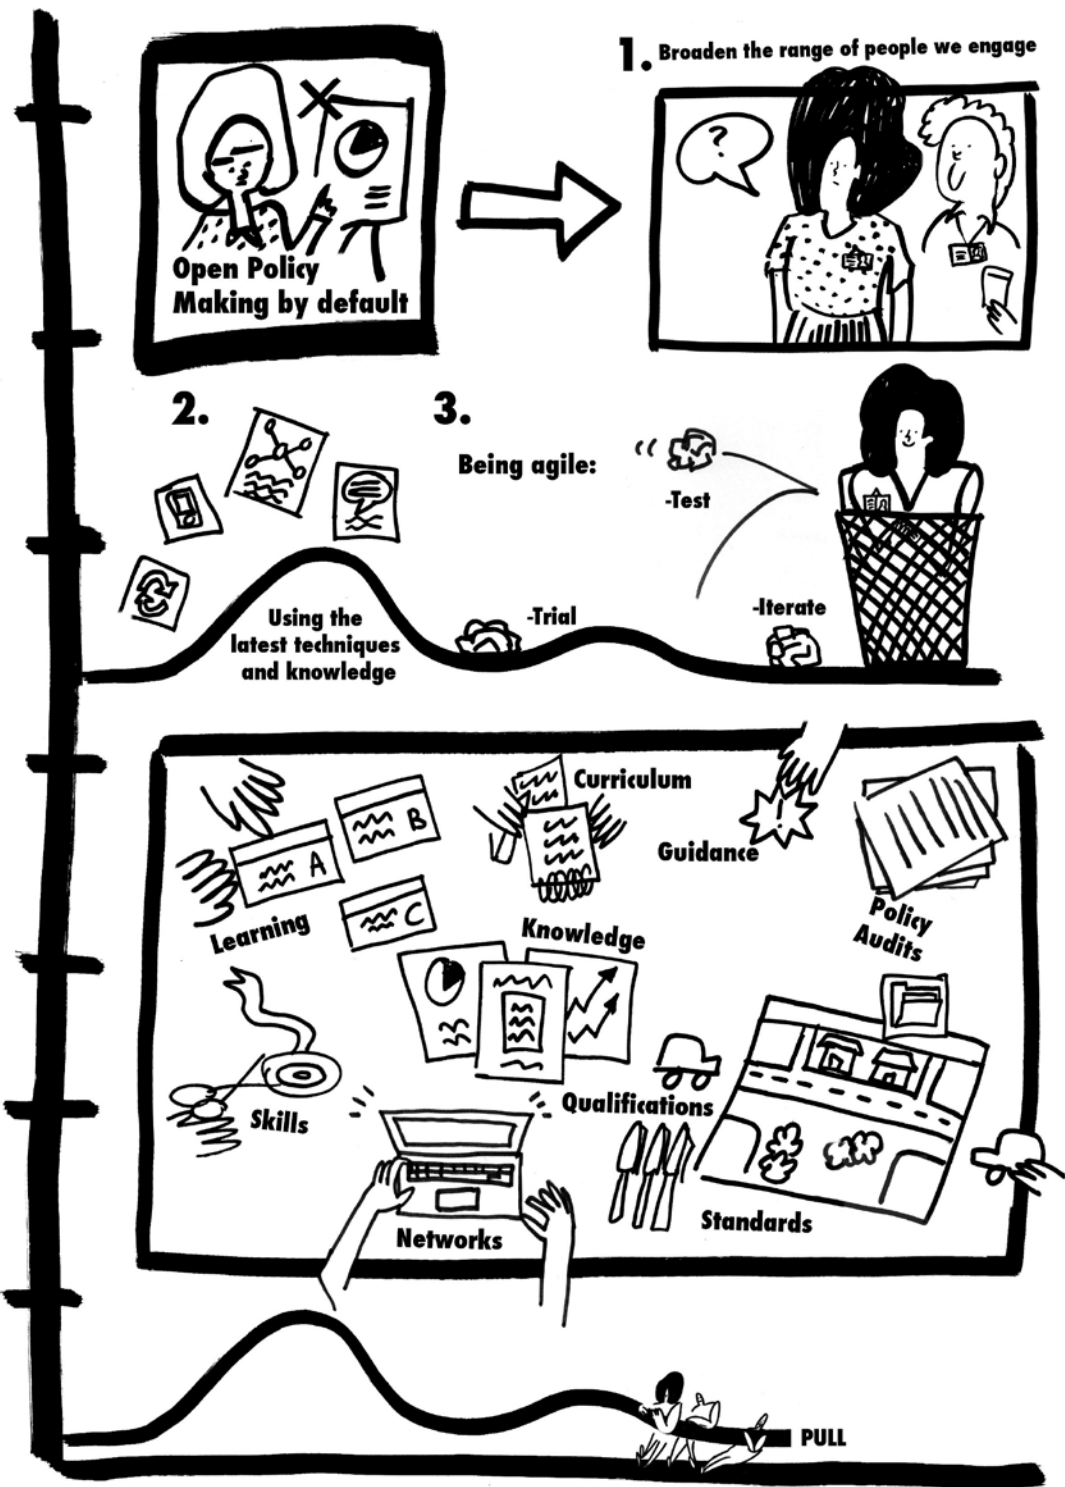 Open Policy
Making by default
1. Broaden the range of people we engage
?
2.
Using the
latest techniques
and knowledge
3.
Being agile:
-Test
-Trial
-Iterate
A
B
C
Learning
Curriculum
Guidance
!
Policy
Audits
Knowledge
Skills
Qualifications
Networks
Standards
PULL